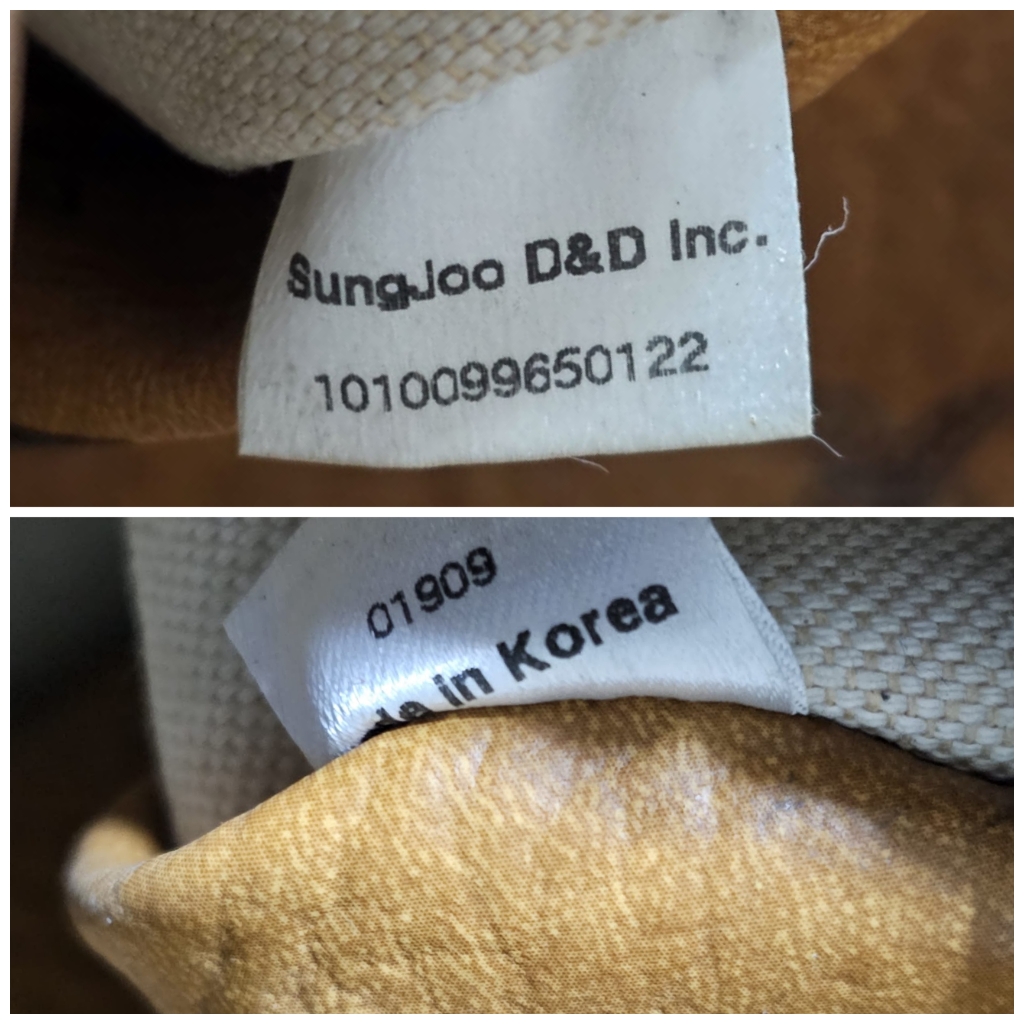 SungJoo D&D Inc.
1010099650122
01909
in Korea